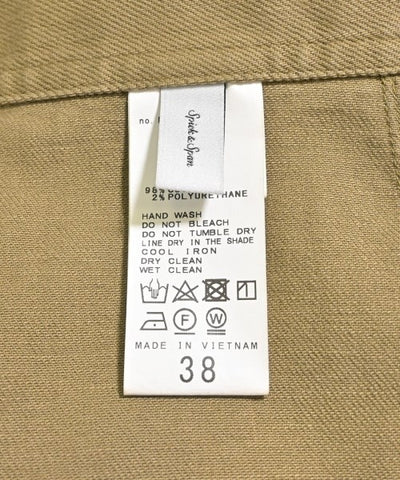 Spick & Span
no.
98%
2% POLYURETHANE
HAND WASH
DO NOT BLEACH
DO NOT TUMBLE DRY
LINE DRY IN THE SHADE
COOL IRON
DRY CLEAN
WET CLEAN
F W
MADE IN VIETNAM
38